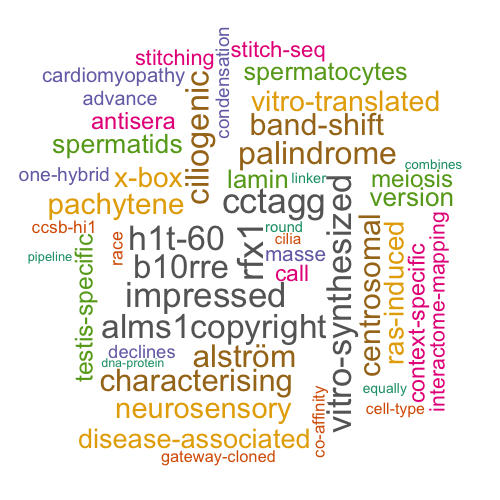 stitching
stitch-seq
condensation
cardiomyopathy
spermatocytes
advance
ciliogenic
vitro-translated
antisera
band-shift
spermatids
palindrome
combines
one-hybrid
x-box
lamin
linker
meiosis
pachytene
cctagg
version
ccsb-hi1
race
h1t-60
rfx1
round
cilia
pipeline
testis-specific
b10rre
masse
call
vitro-synthesized
centrosomal
ras-induced
context-specific
interactome-mapping
impressed
alms1copyright
declines
alström
dna-protein
characterising
equally
neurosensory
co-affinity
cell-type
disease-associated
gateway-cloned